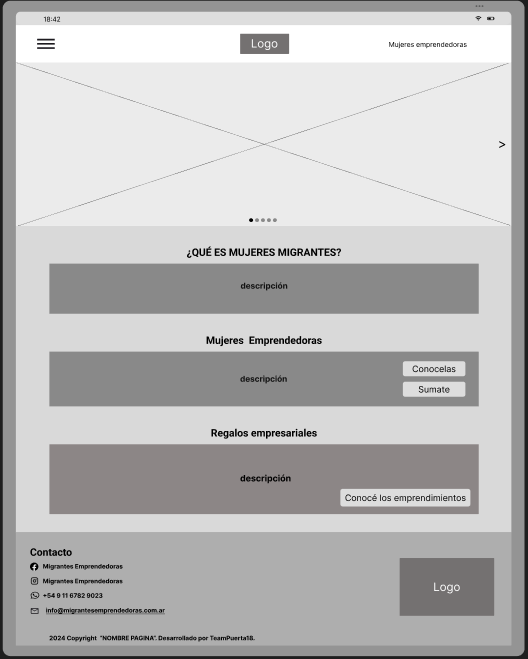 18:42
Logo
Mujeres emprendedoras
>
¿QUÉ ES MUJERES MIGRANTES?
descripción
Mujeres Emprendedoras
descripción
Conocelas
Sumate
Regalos empresariales
descripción
Conocé los emprendimientos
Contacto
Migrantes Emprendedoras
Migrantes Emprendedoras
+54 9 11 6782 9023
info@migrantesemprendedoras.com.ar
Logo
2024 Copyright "NOMBRE PAGINA". Desarrollado por TeamPuerta18.